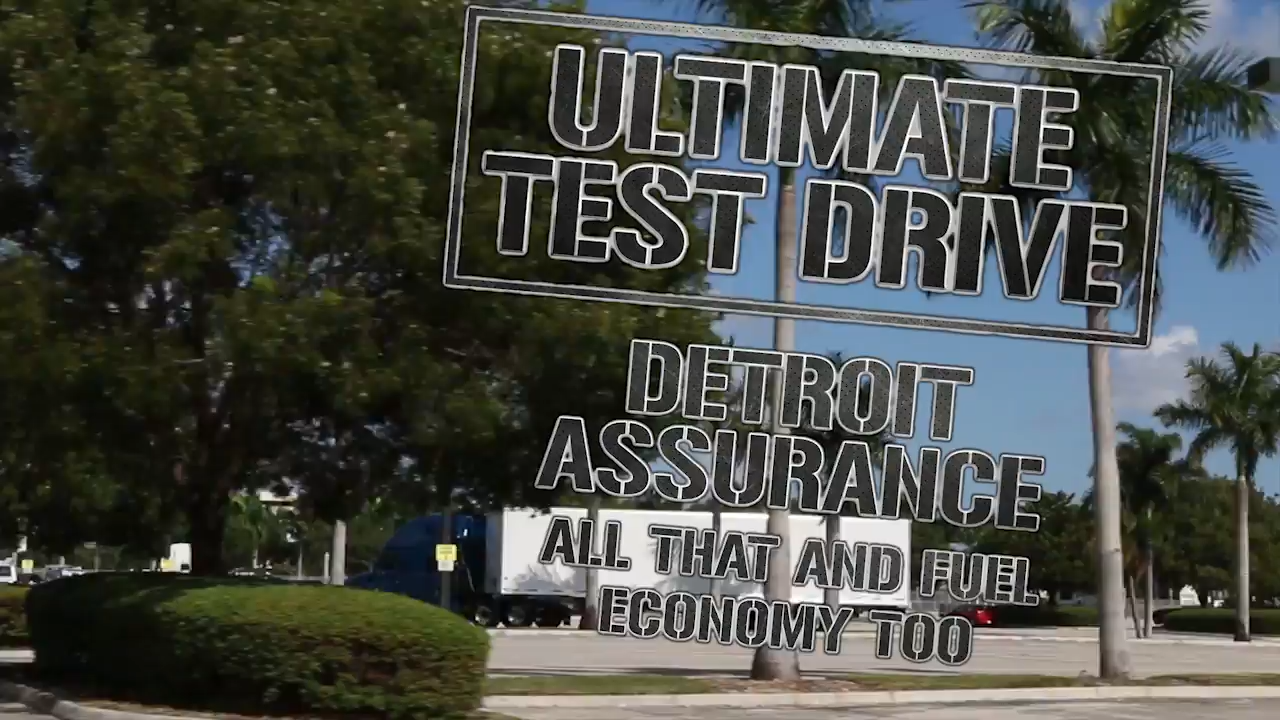 ULTIMATE
TEST DRIVE
DETROIT
ASSURANCE
ALL THAT AND FUEL
ECONOMY TOO